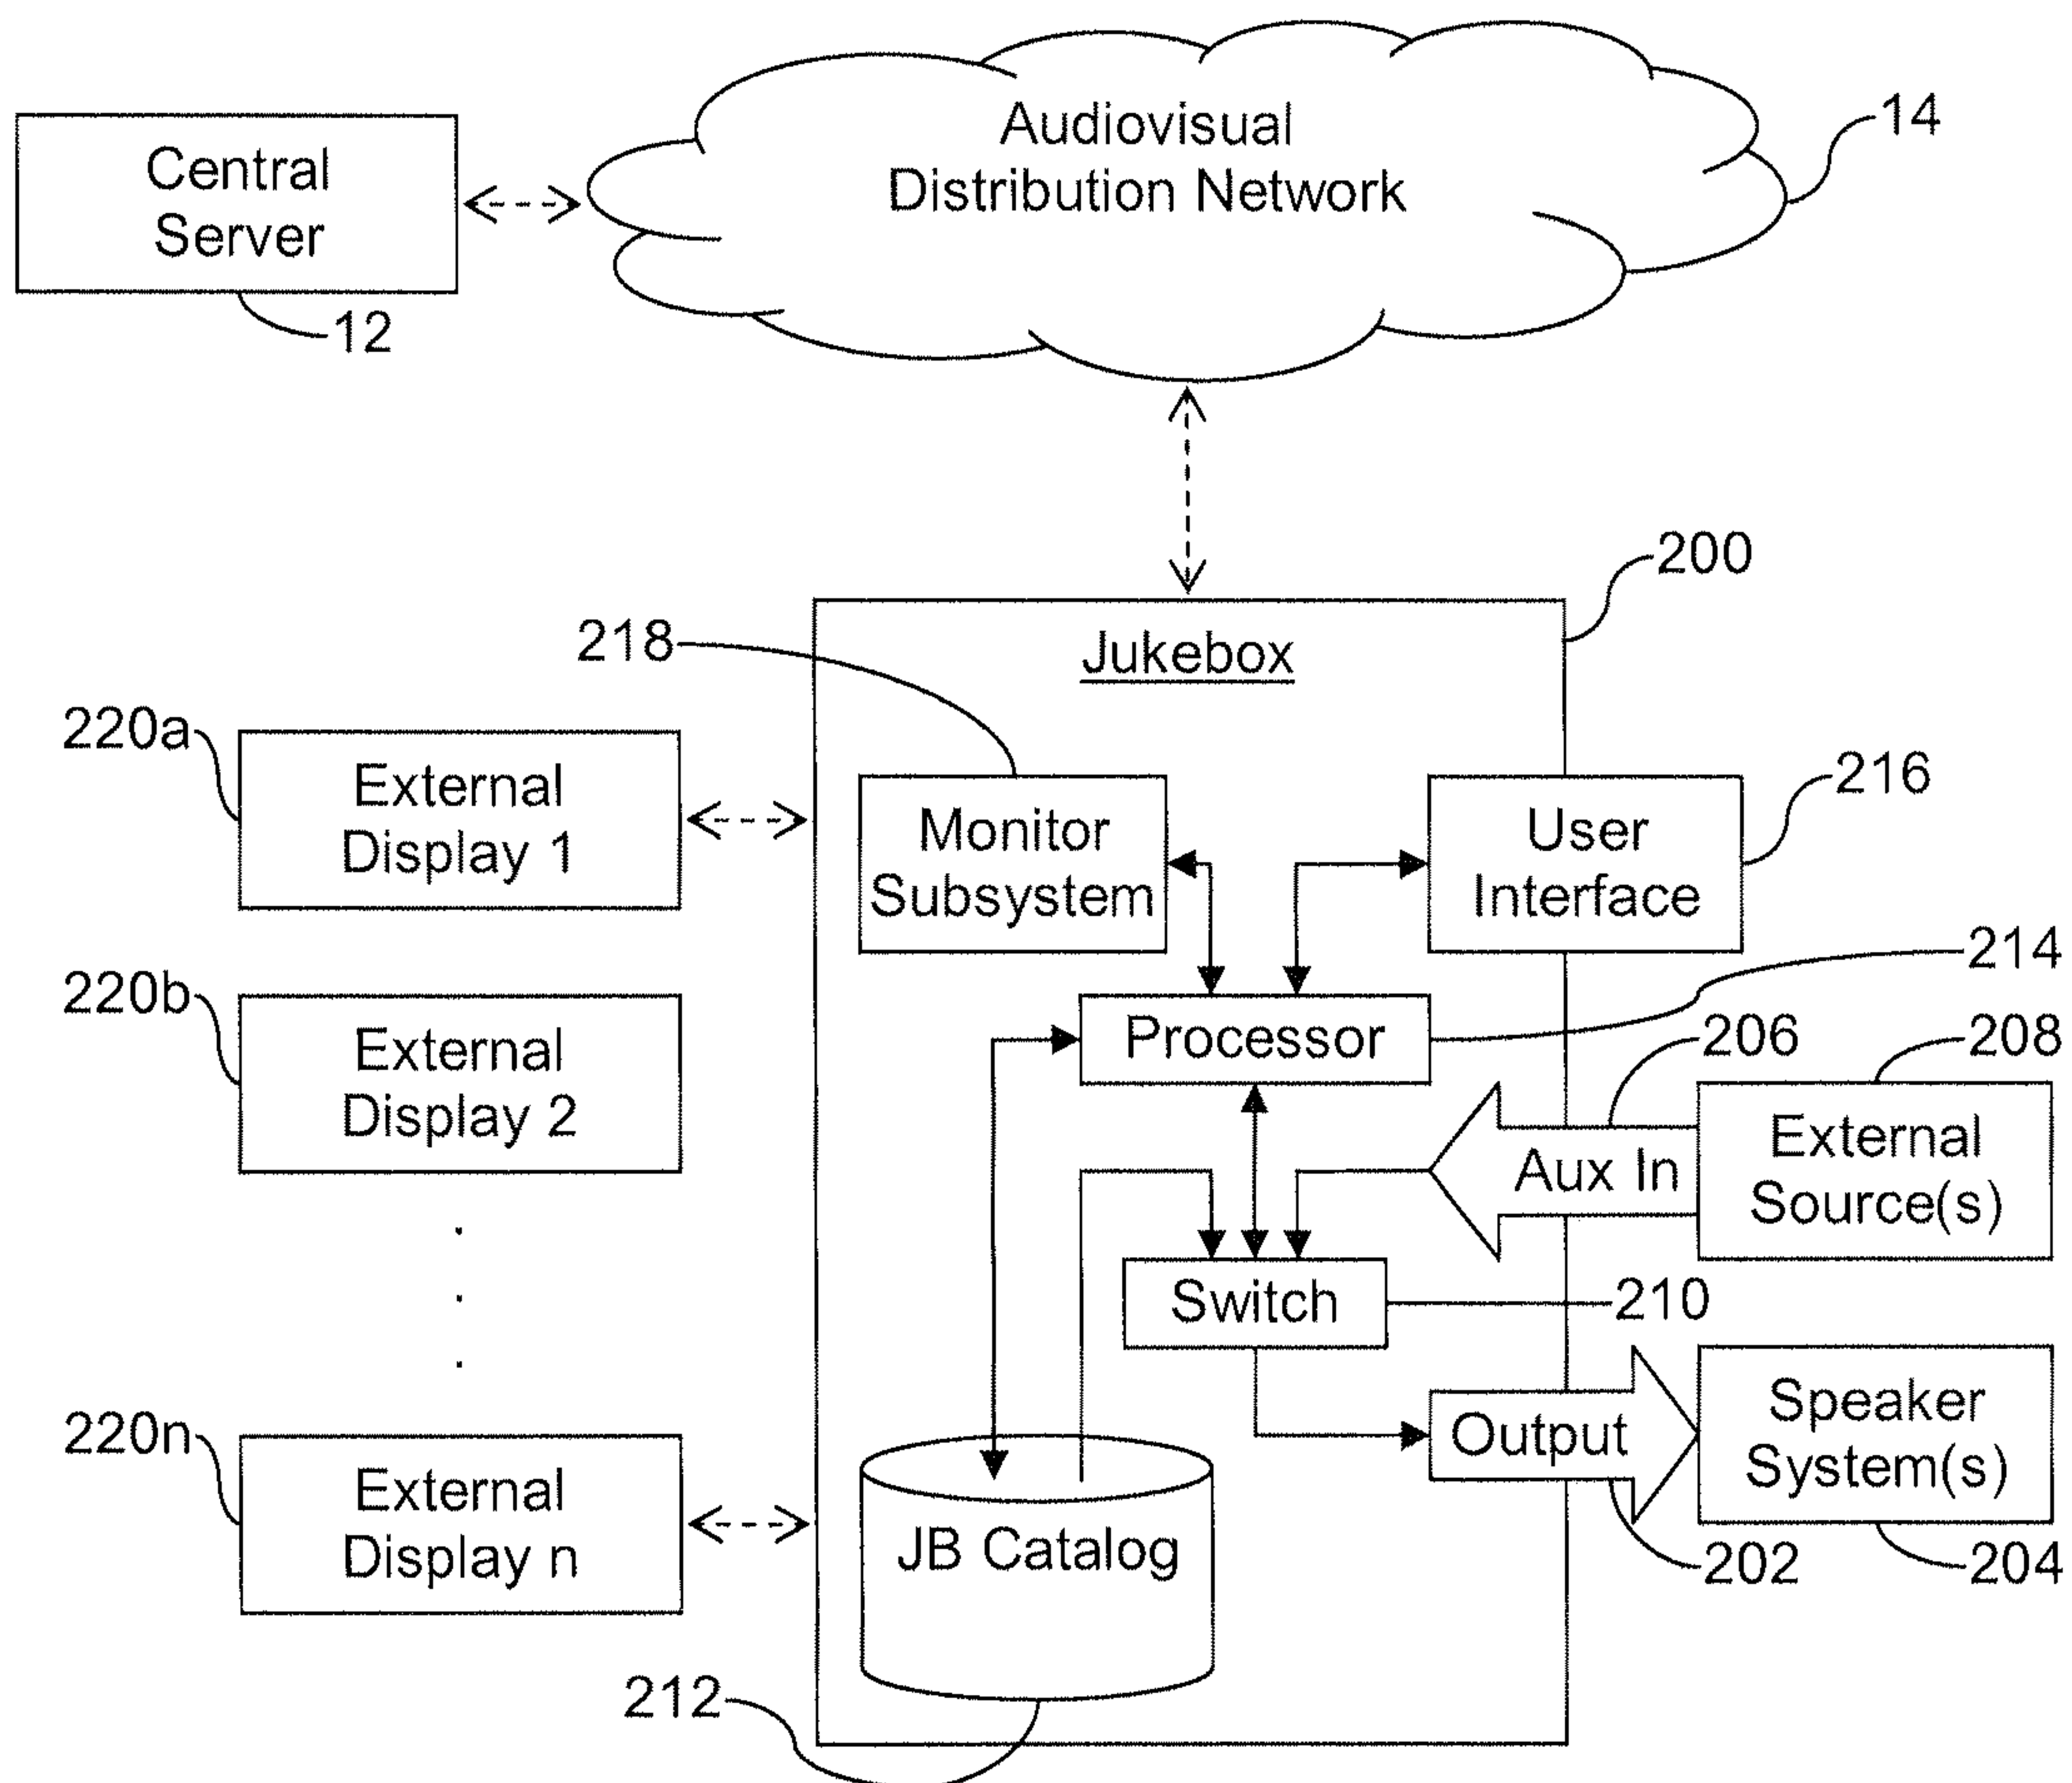 Audiovisual
Distribution Network
14
Central
Server
12
200
Jukebox
218
220a
External
Display 1
Monitor
Subsystem
User
Interface
216
214
220b
External
Display 2
Processor
206
208
Aux In
External
Source(s)
.
.
.
Switch
210
220n
External
Display n
Output
Speaker
System(s)
202
204
JB Catalog
212